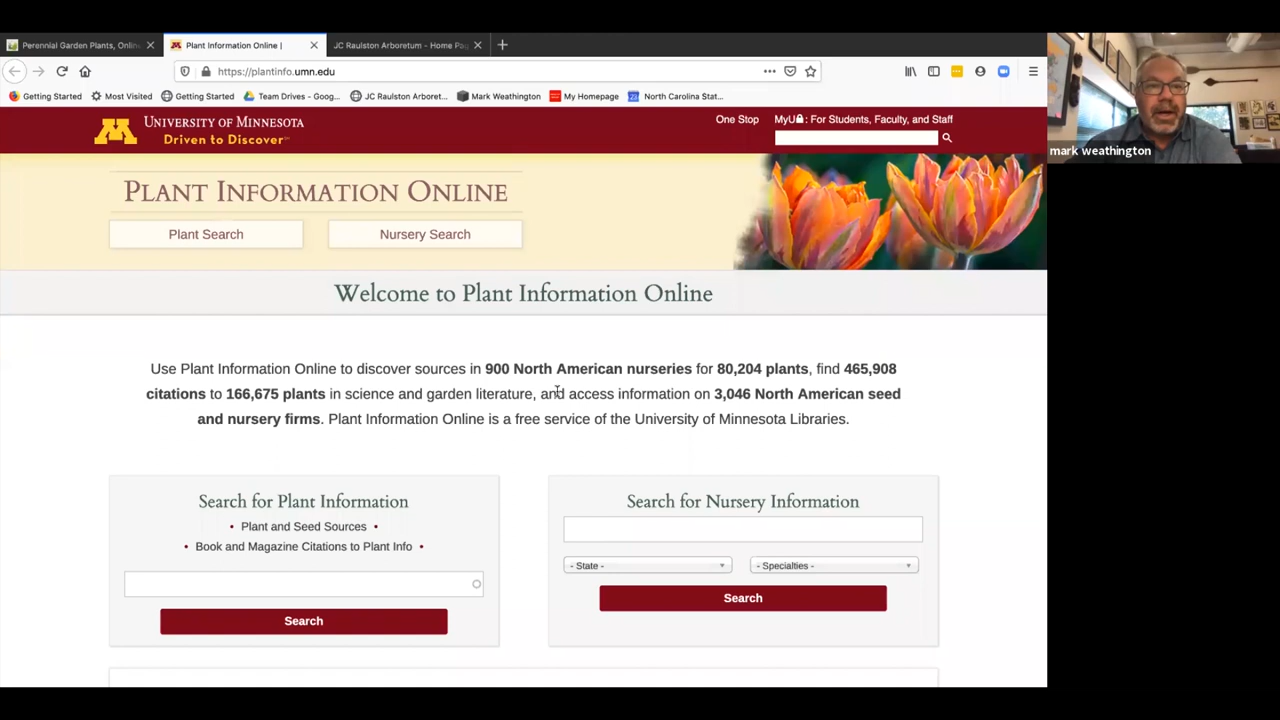 Perennial Garden Plants, Onlin
Plant Information Online |
JC Raulston Arboretum - Home Pag
https://plantinfo.umn.edu
Getting Started
Most Visited
Getting Started
Team Drives - Goog...
JC Raulston Arboret...
Mark Weathington
My Homepage
North Carolina Stat...
UNIVERSITY OF MINNESOTA
Driven to Discover
One Stop
MyU: For Students, Faculty, and Staff
PLANT INFORMATION ONLINE
Plant Search
Nursery Search
mark weathington
Welcome to Plant Information Online
Use Plant Information Online to discover sources in 900 North American nurseries for 80,204 plants, find 465,908
citations to 166,675 plants in science and garden literature, and access information on 3,046 North American seed
and nursery firms. Plant Information Online is a free service of the University of Minnesota Libraries.
Search for Plant Information
• Plant and Seed Sources •
• Book and Magazine Citations to Plant Info •
Search
Search for Nursery Information
- State -
- Specialties -
Search